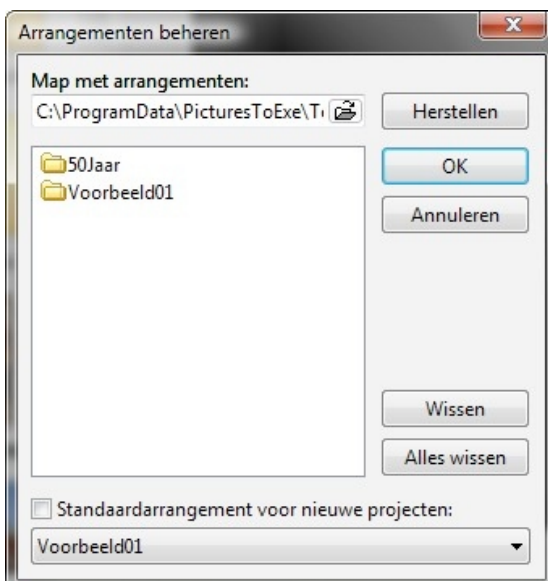 Arrangementen beheren
Map met arrangementen:
C:\ProgramData\PicturesToExe\T
Herstellen
50Jaar
Voorbeeld01
OK
Annuleren
Wissen
Alles wissen
Standaardarrangement voor nieuwe projecten:
Voorbeeld01